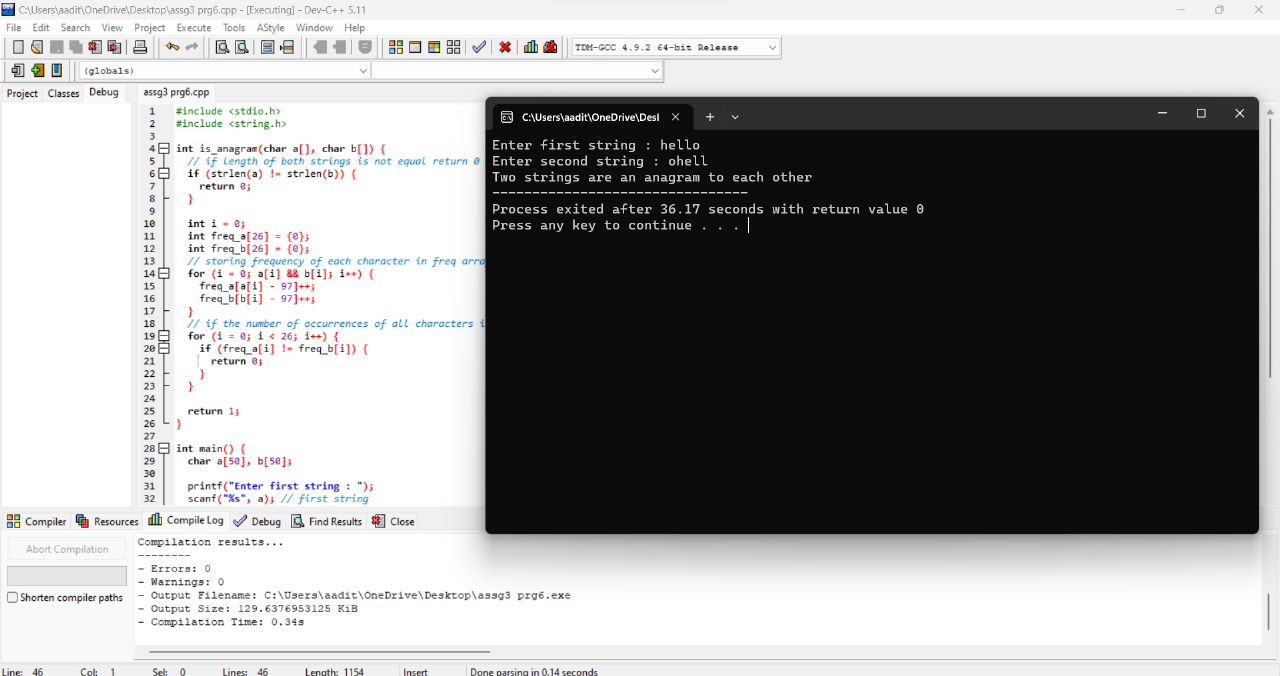 C:\Users\aadit\OneDrive\Desktop\assg3 prg6.cpp - [Executing] - Dev-C++ 5.11
File Edit Search View Project Execute Tools AStyle Window Help
TDM-GCC 4.9.2 64-bit Release
(globals)
Project Classes Debug
assg3 prg6.cpp
1 #include <stdio.h>
2 #include <string.h>
3
4 int is_anagram(char a[], char b[]) {
5 // if length of both strings is not equal return 0
6 if (strlen(a) != strlen(b)) {
7 return 0;
8 }
9
10 int i = 0;
11 int freq_a[26] = {0};
12 int freq_b[26] = {0};
13 // storing frequency of each character in freq arra
14 for (i = 0; a[i] && b[i]; i++) {
15 freq_a[a[i] - 97]++;
16 freq_b[b[i] - 97]++;
17 }
18 // if the number of occurrences of all characters i
19 for (i = 0; i < 26; i++) {
20 if (freq_a[i] != freq_b[i]) {
21 return 0;
22 }
23 }
24
25 return 1;
26 }
27
28 int main() {
29 char a[50], b[50];
30
31 printf("Enter first string : ");
32 scanf("%s", a); // first string
C:\Users\aadit\OneDrive\Desl
Enter first string : hello
Enter second string : ohell
Two strings are an anagram to each other
--------------------------------
Process exited after 36.17 seconds with return value 0
Press any key to continue . . .
Compiler Resources Compile Log Debug Find Results Close
Abort Compilation
Shorten compiler paths
Compilation results...
--------
- Errors: 0
- Warnings: 0
- Output Filename: C:\Users\aadit\OneDrive\Desktop\assg3 prg6.exe
- Output Size: 129.6376953125 KiB
- Compilation Time: 0.34s
Line: 46 Col: 1 Sel: 0 Lines: 46 Length: 1154 Insert Done parsing in 0.14 seconds